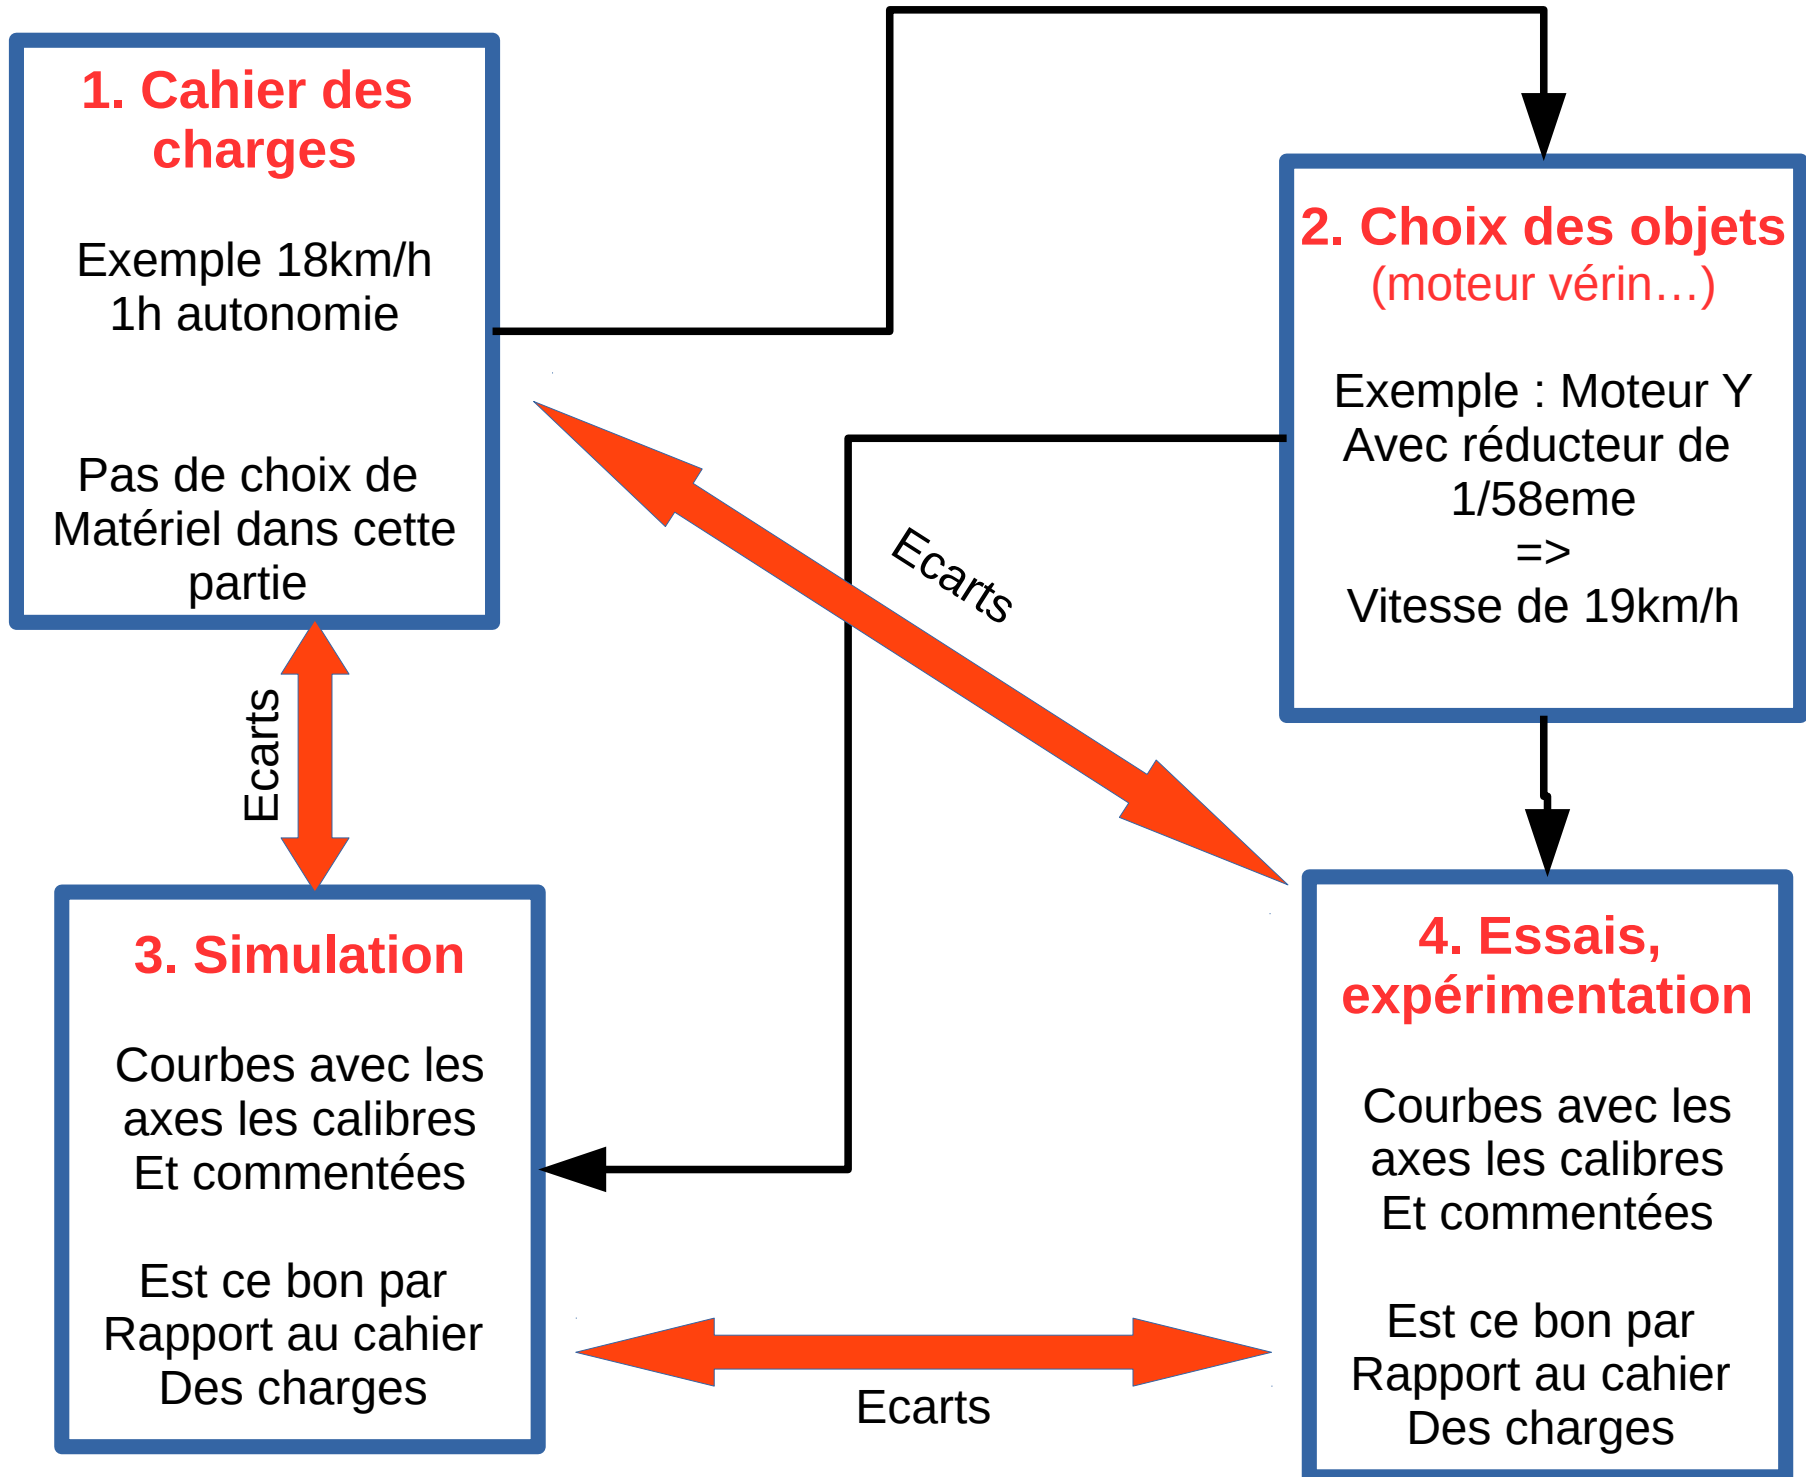 1. Cahier des
charges
Exemple 18km/h
1h autonomie
Pas de choix de
Matériel dans cette
partie
2. Choix des objets
(moteur vérin…)
Exemple : Moteur Y
Avec réducteur de
1/58eme
=>
Vitesse de 19km/h
Ecarts
Ecarts
3. Simulation
Courbes avec les
axes les calibres
Et commentées
Est ce bon par
Rapport au cahier
Des charges
Ecarts
4. Essais,
expérimentation
Courbes avec les
axes les calibres
Et commentées
Est ce bon par
Rapport au cahier
Des charges